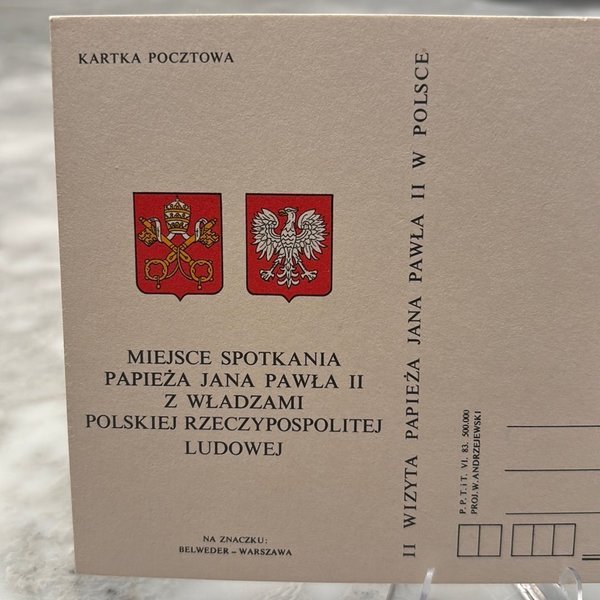 KARTKA POCZTOWA
MIEJSCE SPOTKANIA
PAPIEŻA JANA PAWŁA II
Z WŁADZAMI
POLSKIEJ RZECZYPOSPOLITEJ
LUDOWEJ
NA ZNACZKU:
BELWEDER – WARSZAWA
II WIZYTA PAPIEŻA JANA PAWŁA II W POLSCE
P. P. T. i T. VI. 83. 500.000
PROJ. W. ANDRZEJEWSKI